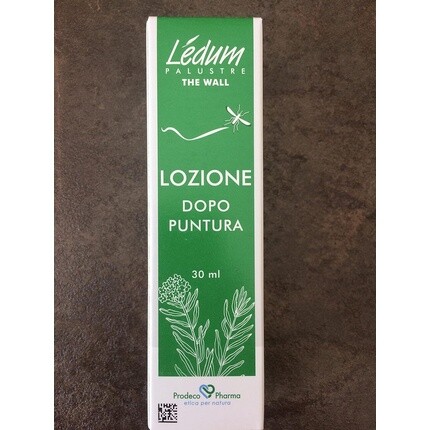 Lédum
PALUSTRE
THE WALL
LOZIONE
DOPO
PUNTURA
30 ml
Prodeco Pharma
etica per natura